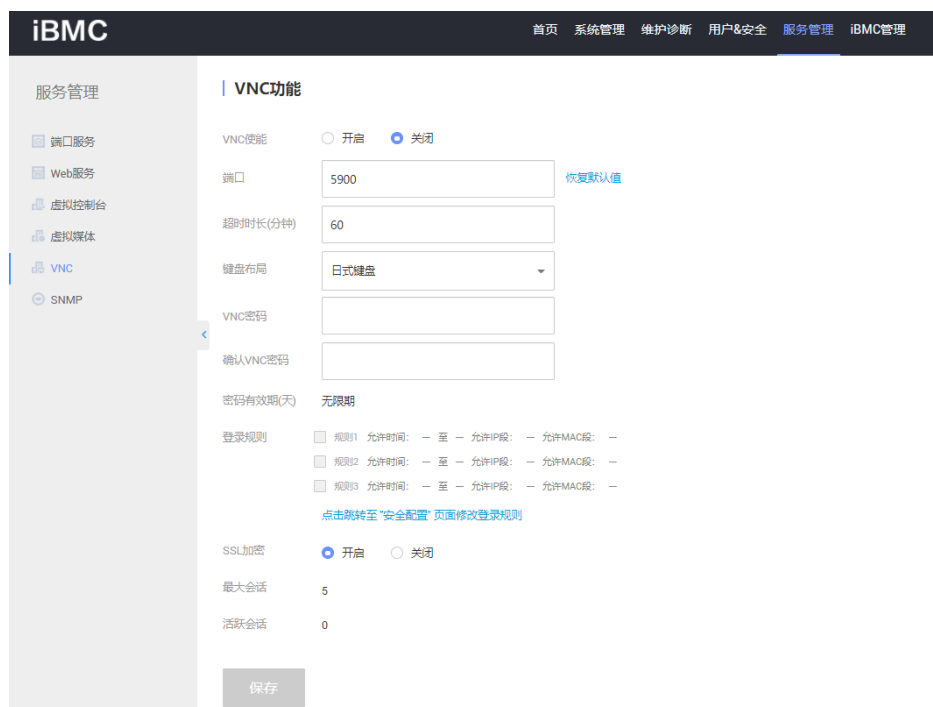 iBMC
首页 系统管理 维护诊断 用户&安全 服务管理 iBMC管理
服务管理
端口服务
Web服务
虚拟控制台
虚拟媒体
VNC
SNMP
VNC功能
VNC使能 开启 关闭
端口 5900 恢复默认值
超时时长(分钟) 60
键盘布局 日式键盘
VNC密码
确认VNC密码
密码有效期(天) 无限期
登录规则 规则1 允许时间： -- 至 -- 允许IP段： -- 允许MAC段： --
规则2 允许时间： -- 至 -- 允许IP段： -- 允许MAC段： --
规则3 允许时间： -- 至 -- 允许IP段： -- 允许MAC段： --
点击跳转至 "安全配置" 页面修改登录规则
SSL加密 开启 关闭
最大会话 5
活跃会话 0
保存